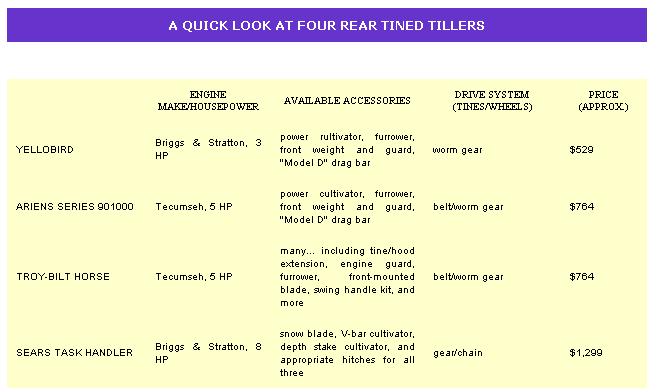 A QUICK LOOK AT FOUR REAR TINED TILLERS
ENGINE MAKE/HOUSEPOWER AVAILABLE ACCESSORIES DRIVE SYSTEM (TINES/WHEELS) PRICE (APPROX.)
YELLOBIRD
Briggs & Stratton, 3
HP
power rultivator, furrower,
front weight and guard,
"Model D" drag bar
worm gear
$529
ARIENS SERIES 901000
Tecumseh, 5 HP
power cultivator, furrower,
front weight and guard,
"Model D" drag bar
belt/worm gear
$764
TROY-BILT HORSE
Tecumseh, 5 HP
many... including tine/hood
extension, engine guard,
furrower, front-mounted
blade, swing handle kit, and
more
belt/worm gear
$764
SEARS TASK HANDLER
Briggs & Stratton, 8
HP
snow blade, V-bar cultivator,
depth stake cultivator, and
appropriate hitches for all
three
gear/chain
$1,299